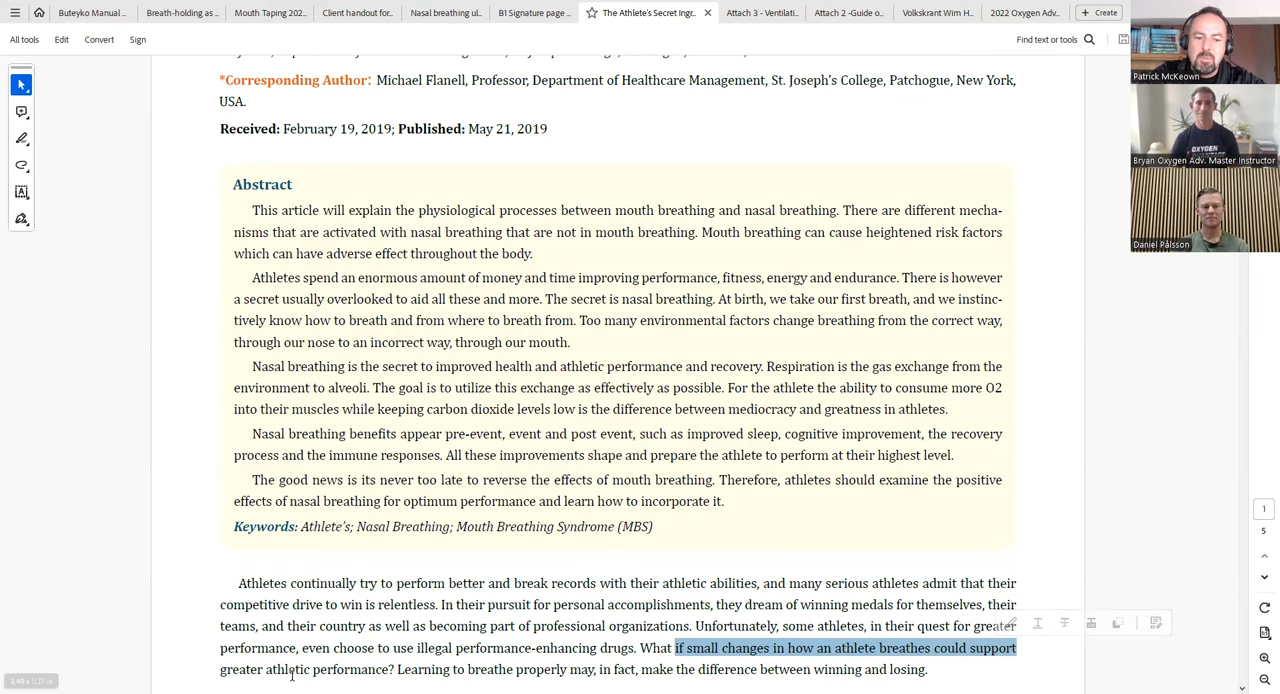 Buteyko Manual ...
Breath-holding as ...
Mouth Taping 202...
Client handout for...
Nasal breathing ul...
B1 Signature page ...
The Athlete's Secret Ingr...
Attach 3 - Ventilati...
Attach 2 -Guide o...
Volkskrant Wim H...
2022 Oxygen Adv...
+ Create
All tools Edit Convert Sign
Find text or tools
Patrick McKeown
Bryan Oxygen Adv. Master Instructor
Daniel Pålsson
OXYGEN
*Corresponding Author: Michael Flanell, Professor, Department of Healthcare Management, St. Joseph's College, Patchogue, New York,
USA.
Received: February 19, 2019; Published: May 21, 2019
Abstract
This article will explain the physiological processes between mouth breathing and nasal breathing. There are different mecha-
nisms that are activated with nasal breathing that are not in mouth breathing. Mouth breathing can cause heightened risk factors
which can have adverse effect throughout the body.
Athletes spend an enormous amount of money and time improving performance, fitness, energy and endurance. There is however
a secret usually overlooked to aid all these and more. The secret is nasal breathing. At birth, we take our first breath, and we instinc-
tively know how to breath and from where to breath from. Too many environmental factors change breathing from the correct way,
through our nose to an incorrect way, through our mouth.
Nasal breathing is the secret to improved health and athletic performance and recovery. Respiration is the gas exchange from the
environment to alveoli. The goal is to utilize this exchange as effectively as possible. For the athlete the ability to consume more O2
into their muscles while keeping carbon dioxide levels low is the difference between mediocracy and greatness in athletes.
Nasal breathing benefits appear pre-event, event and post event, such as improved sleep, cognitive improvement, the recovery
process and the immune responses. All these improvements shape and prepare the athlete to perform at their highest level.
The good news is its never too late to reverse the effects of mouth breathing. Therefore, athletes should examine the positive
effects of nasal breathing for optimum performance and learn how to incorporate it.
Keywords: Athlete's; Nasal Breathing; Mouth Breathing Syndrome (MBS)
Athletes continually try to perform better and break records with their athletic abilities, and many serious athletes admit that their
competitive drive to win is relentless. In their pursuit for personal accomplishments, they dream of winning medals for themselves, their
teams, and their country as well as becoming part of professional organizations. Unfortunately, some athletes, in their quest for greater
performance, even choose to use illegal performance-enhancing drugs. What if small changes in how an athlete breathes could support
greater athletic performance? Learning to breathe properly may, in fact, make the difference between winning and losing.
1
5